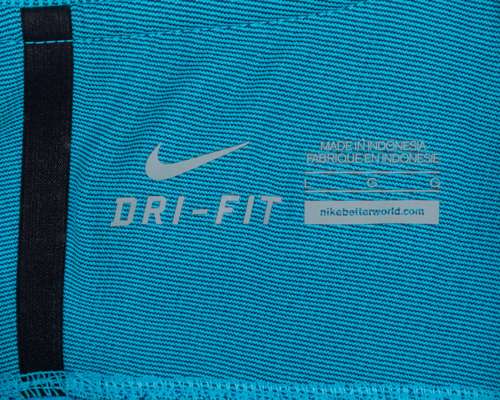 DRI-FIT
MADE IN INDONESIA
FABRIQUE EN INDONESIE
L G G
nikebetterworld.com